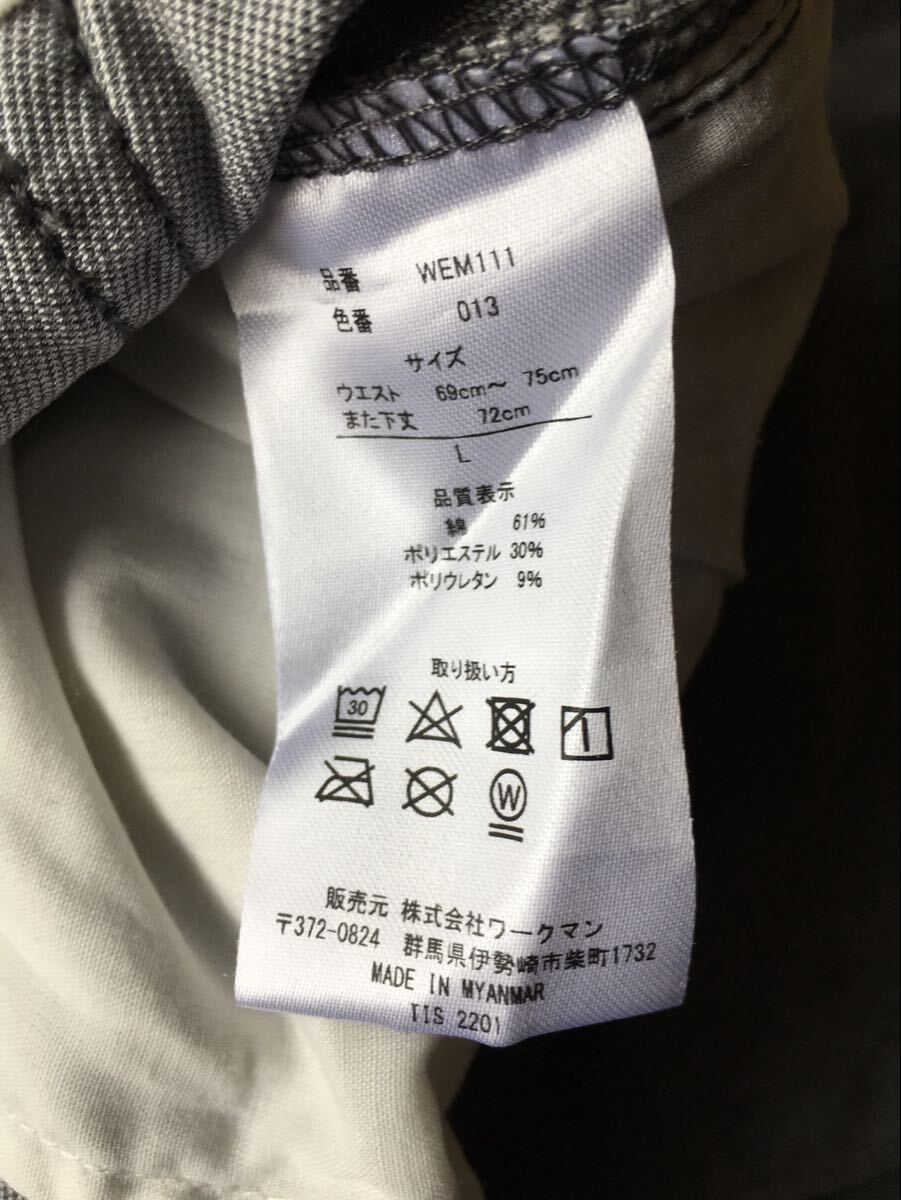 品番 WEM111
色番 013
サイズ
ウエスト 69cm～ 75cm
また下丈 72cm
L
品質表示
綿 61%
ポリエステル 30%
ポリウレタン 9%
取り扱い方
30
W
販売元 株式会社ワークマン
〒372-0824 群馬県伊勢崎市柴町1732
MADE IN MYANMAR
TIS 2201